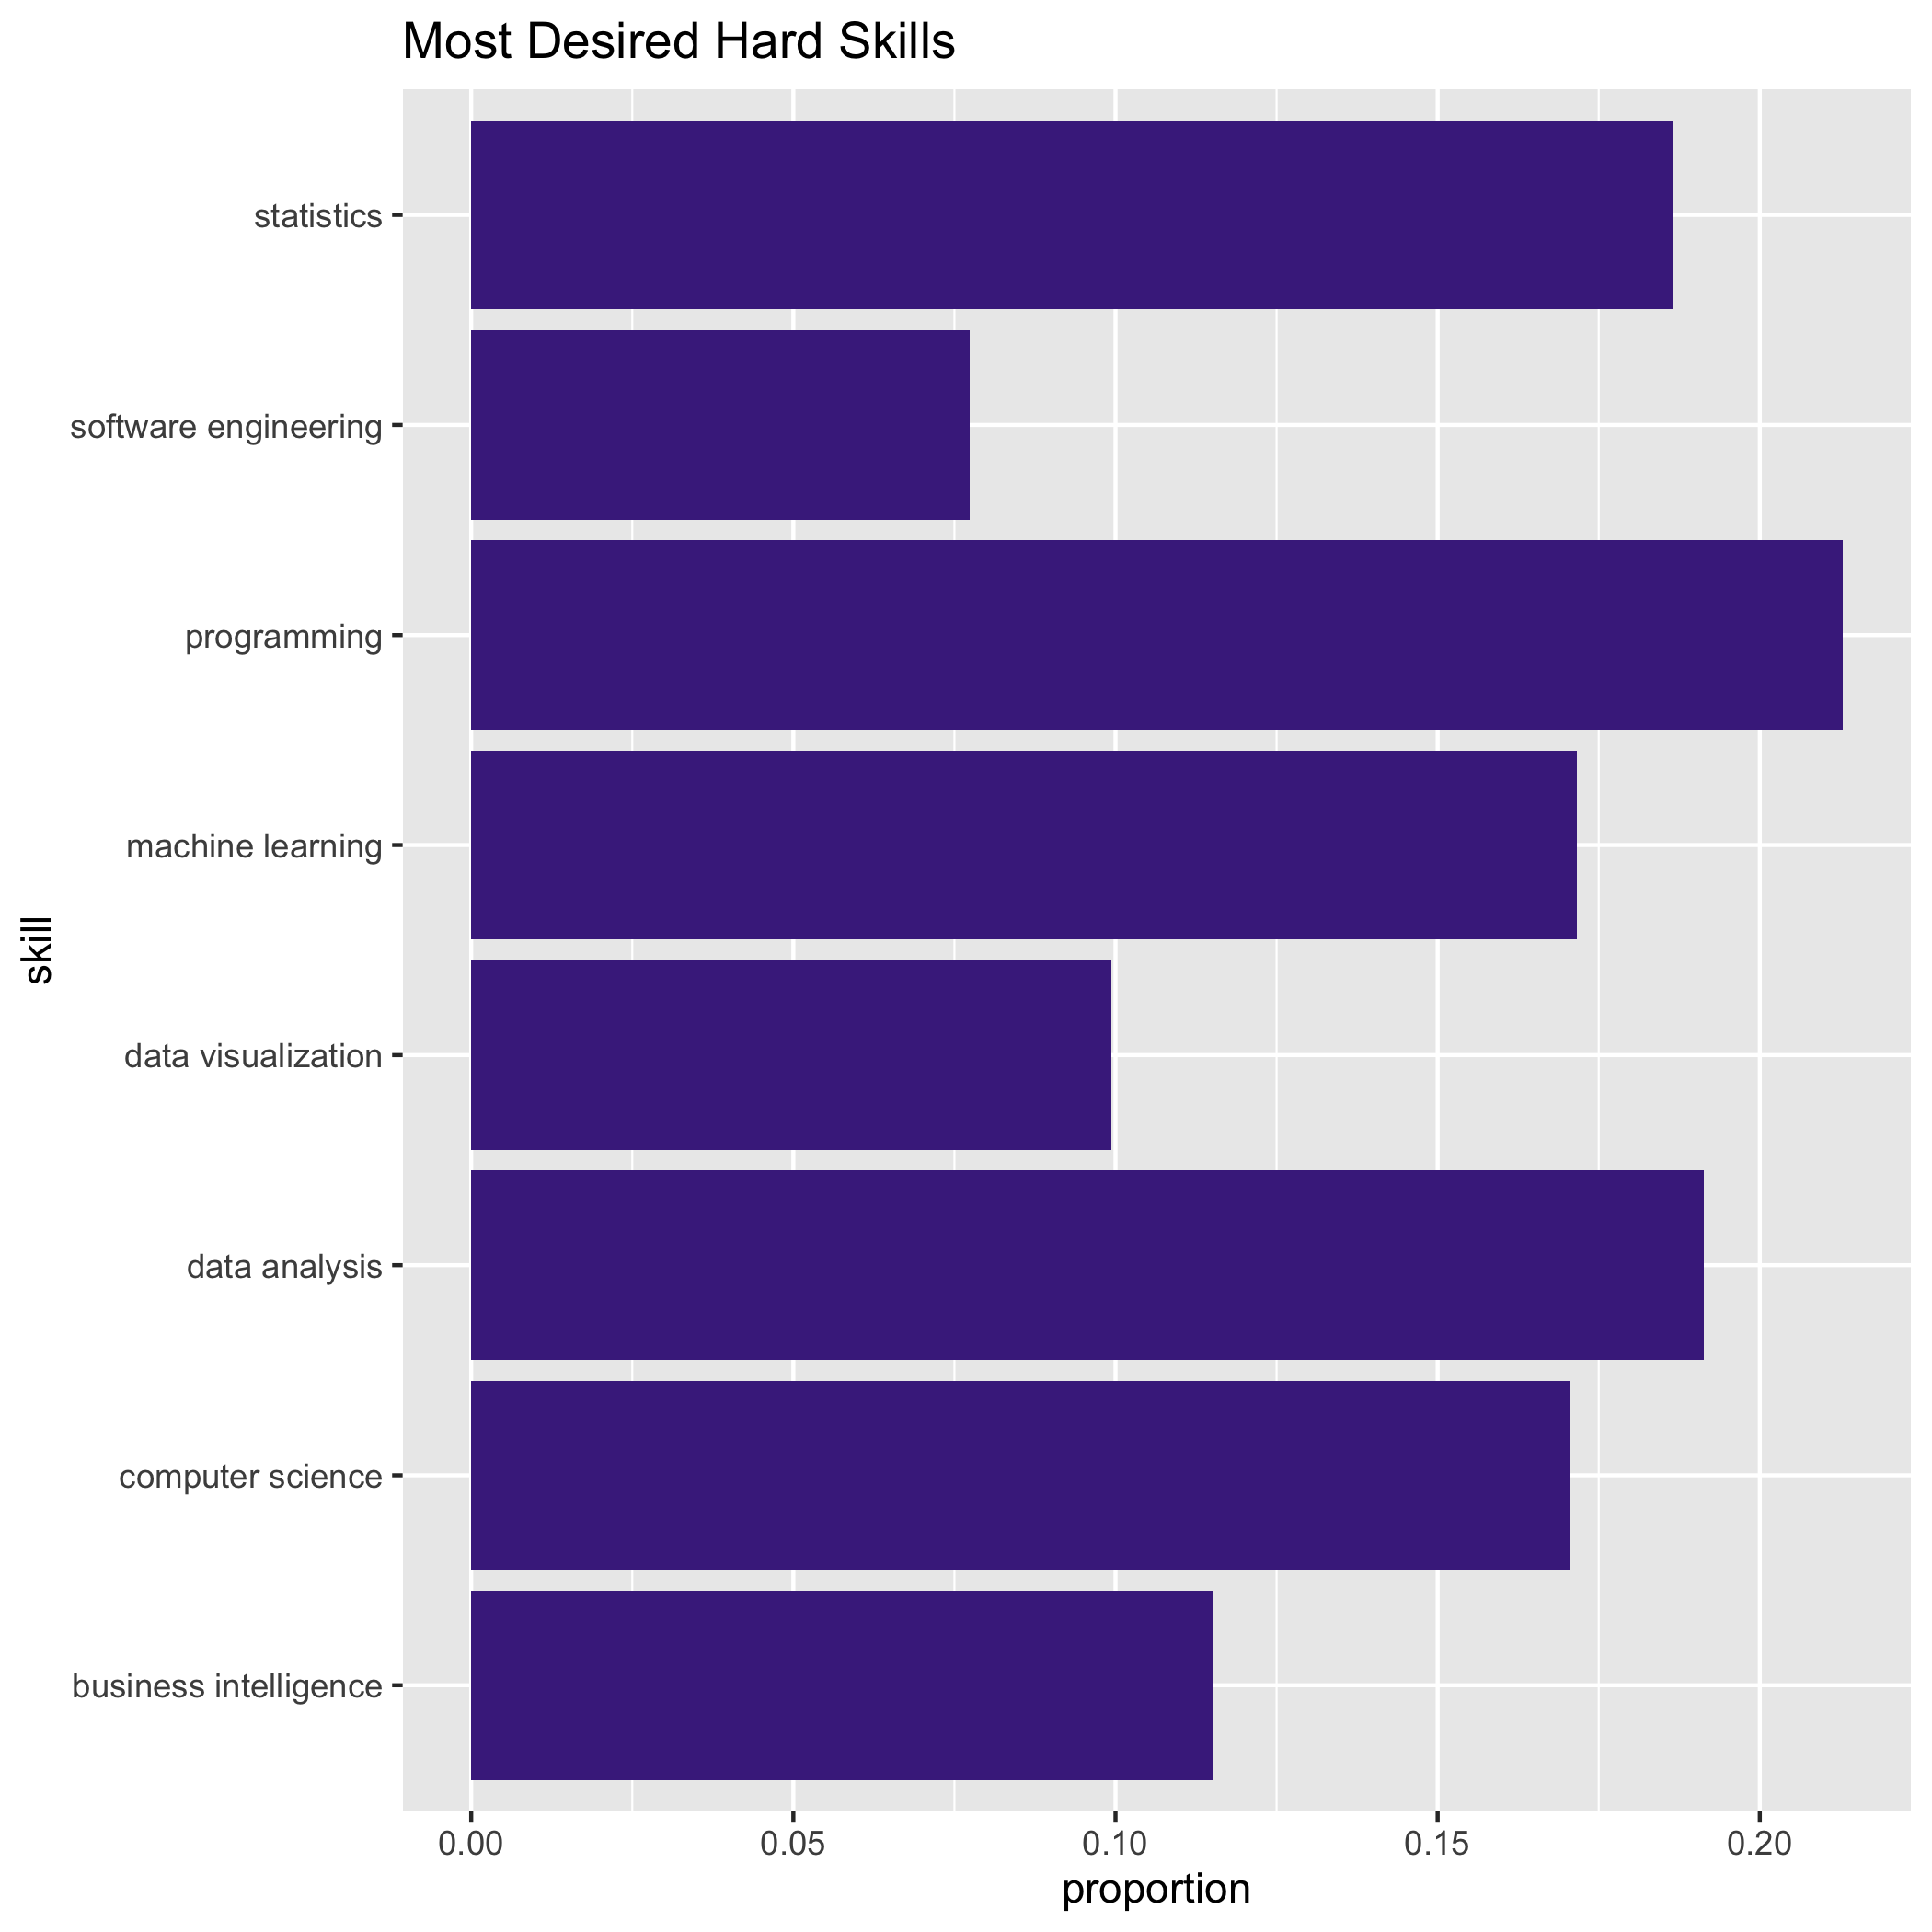 Most Desired Hard Skills
skill
statistics
software engineering
programming
machine learning
data visualization
data analysis
computer science
business intelligence
0.00 0.05 0.10 0.15 0.20
proportion